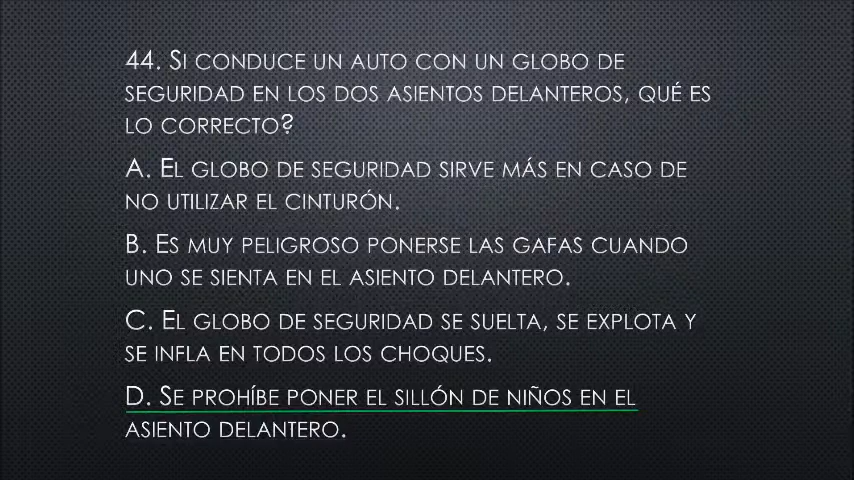 44. Si conduce un auto con un globo de
seguridad en los dos asientos delanteros, qué es
lo correcto?
A. El globo de seguridad sirve más en caso de
no utilizar el cinturón.
B. Es muy peligroso ponerse las gafas cuando
uno se sienta en el asiento delantero.
C. El globo de seguridad se suelta, se explota y
se infla en todos los choques.
D. Se prohíbe poner el sillón de niños en el
asiento delantero.